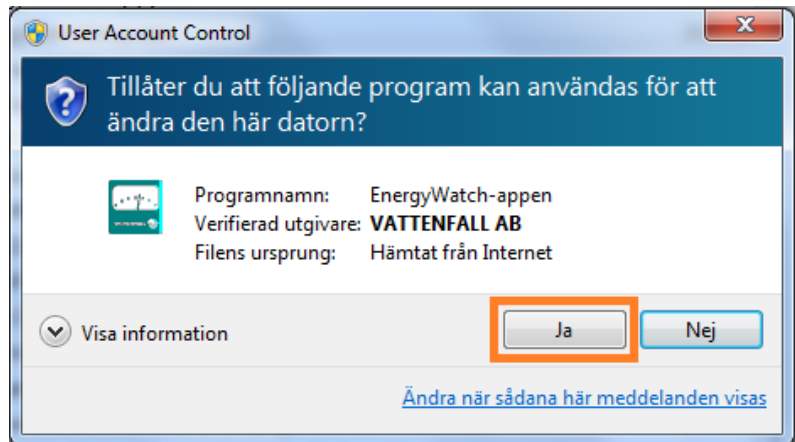 User Account Control
Tillåter du att följande program kan användas för att
ändra den här datorn?
Programnamn: EnergyWatch-appen
Verifierad utgivare: VATTENFALL AB
Filens ursprung: Hämtat från Internet
Visa information
Ja Nej
Ändra när sådana här meddelanden visas